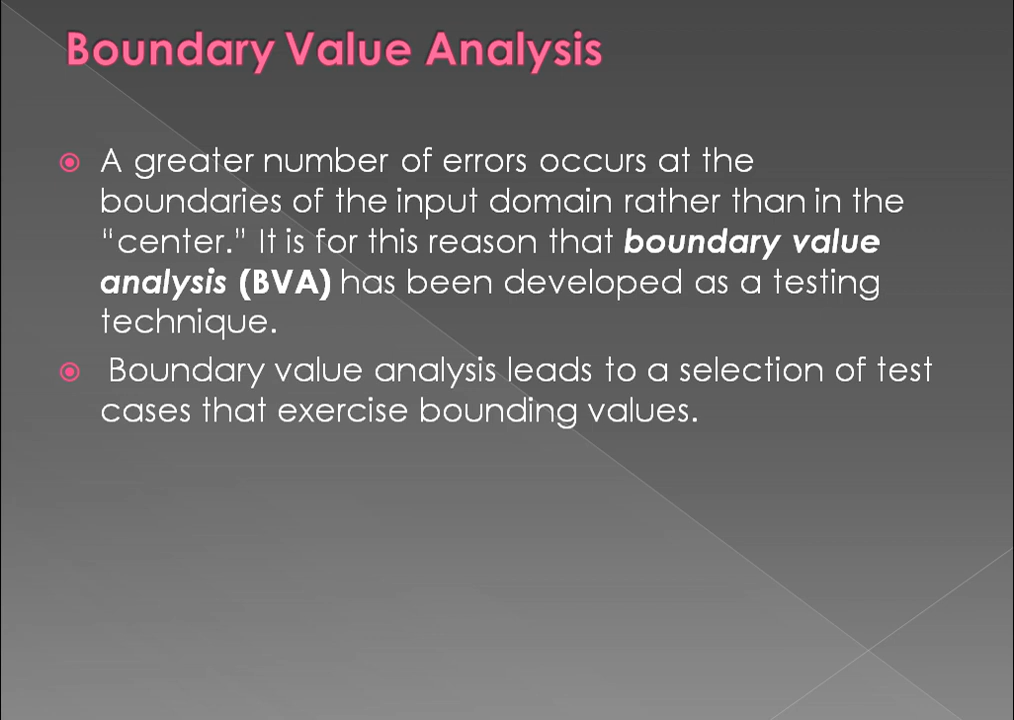 Boundary Value Analysis
A greater number of errors occurs at the
boundaries of the input domain rather than in the
“center.” It is for this reason that boundary value
analysis (BVA) has been developed as a testing
technique.
Boundary value analysis leads to a selection of test
cases that exercise bounding values.